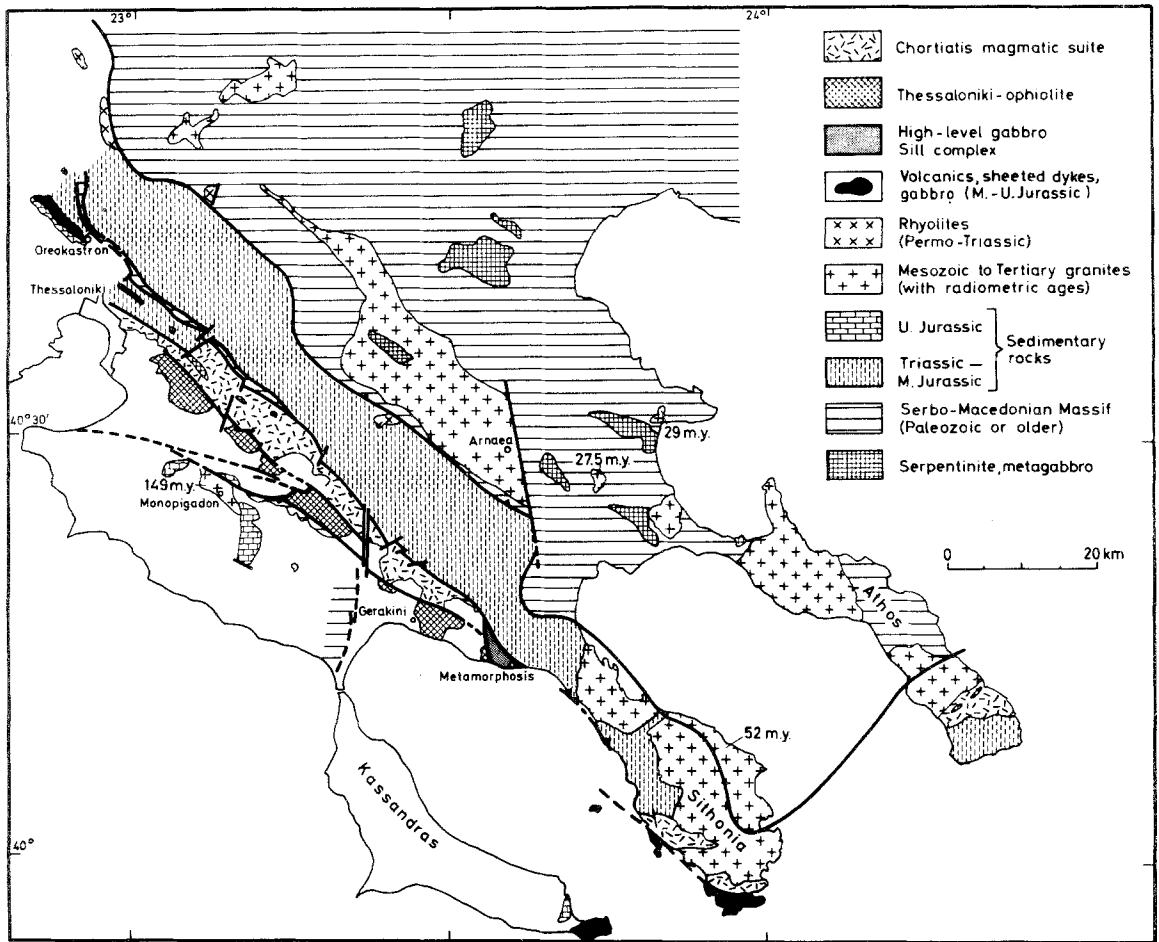 23°
24°
Chortiatis magmatic suite
Thessaloniki-ophiolite
High-level gabbro
Sill complex
Volcanics, sheeted dykes,
gabbro (M.-U. Jurassic)
Rhyolites
(Permo-Triassic)
Mesozoic to Tertiary granites
(with radiometric ages)
U. Jurassic
Triassic –
M. Jurassic
Sedimentary
rocks
Serbo-Macedonian Massif
(Paleozoic or older)
Serpentinite, metagabbro
0 20 km
Oreokastron
Thessaloniki
40°30'
Arnaea
29 m.y.
27.5 m.y.
149 m.y.
Monopigadon
Gerakini
Metamorphosis
Athos
52 m.y.
Kassandras
Sithonia
40°